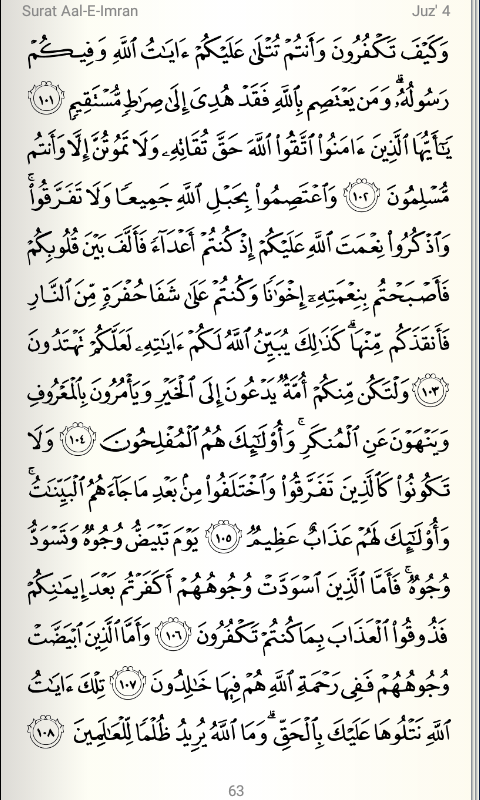 Surat Aal-E-Imran
Juz' 4
وَكَيْفَ تَكْفُرُونَ وَأَنتُمْ تُتْلَىٰ عَلَيْكُمْ ءَايَـٰتُ ٱللَّهِ وَفِيكُمْ
رَسُولُهُۥ ۗ وَمَن يَعْتَصِم بِٱللَّهِ فَقَدْ هُدِىَ إِلَىٰ صِرَٰطٍ مُّسْتَقِيمٍ ١٠١
يَـٰٓأَيُّهَا ٱلَّذِينَ ءَامَنُوا۟ ٱتَّقُوا۟ ٱللَّهَ حَقَّ تُقَاتِهِۦ وَلَا تَمُوتُنَّ إِلَّا وَأَنتُم
مُّسْلِمُونَ ١٠٢ وَٱعْتَصِمُوا۟ بِحَبْلِ ٱللَّهِ جَمِيعًا وَلَا تَفَرَّقُوا۟ ۚ
وَٱذْكُرُوا۟ نِعْمَتَ ٱللَّهِ عَلَيْكُمْ إِذْ كُنتُمْ أَعْدَآءً فَأَلَّفَ بَيْنَ قُلُوبِكُمْ
فَأَصْبَحْتُم بِنِعْمَتِهِۦٓ إِخْوَٰنًا وَكُنتُمْ عَلَىٰ شَفَا حُفْرَةٍ مِّنَ ٱلنَّارِ
فَأَنقَذَكُم مِّنْهَا ۗ كَذَٰلِكَ يُبَيِّنُ ٱللَّهُ لَكُمْ ءَايَـٰتِهِۦ لَعَلَّكُمْ تَهْتَدُونَ
١٠٣ وَلْتَكُن مِّنكُمْ أُمَّةٌ يَدْعُونَ إِلَى ٱلْخَيْرِ وَيَأْمُرُونَ بِٱلْمَعْرُوفِ
وَيَنْهَوْنَ عَنِ ٱلْمُنكَرِ ۚ وَأُو۟لَـٰٓئِكَ هُمُ ٱلْمُفْلِحُونَ ١٠٤ وَلَا
تَكُونُوا۟ كَٱلَّذِينَ تَفَرَّقُوا۟ وَٱخْتَلَفُوا۟ مِنۢ بَعْدِ مَا جَآءَهُمُ ٱلْبَيِّنَـٰتُ ۚ
وَأُو۟لَـٰٓئِكَ لَهُمْ عَذَابٌ عَظِيمٌ ١٠٥ يَوْمَ تَبْيَضُّ وُجُوهٌ وَتَسْوَدُّ
وُجُوهٌ ۚ فَأَمَّا ٱلَّذِينَ ٱسْوَدَّتْ وُجُوهُهُمْ أَكَفَرْتُم بَعْدَ إِيمَـٰنِكُمْ
فَذُوقُوا۟ ٱلْعَذَابَ بِمَا كُنتُمْ تَكْفُرُونَ ١٠٦ وَأَمَّا ٱلَّذِينَ ٱبْيَضَّتْ
وُجُوهُهُمْ فَفِى رَحْمَةِ ٱللَّهِ هُمْ فِيهَا خَـٰلِدُونَ ١٠٧ تِلْكَ ءَايَـٰتُ
ٱللَّهِ نَتْلُوهَا عَلَيْكَ بِٱلْحَقِّ ۗ وَمَا ٱللَّهُ يُرِيدُ ظُلْمًا لِّلْعَـٰلَمِينَ ١٠٨
63